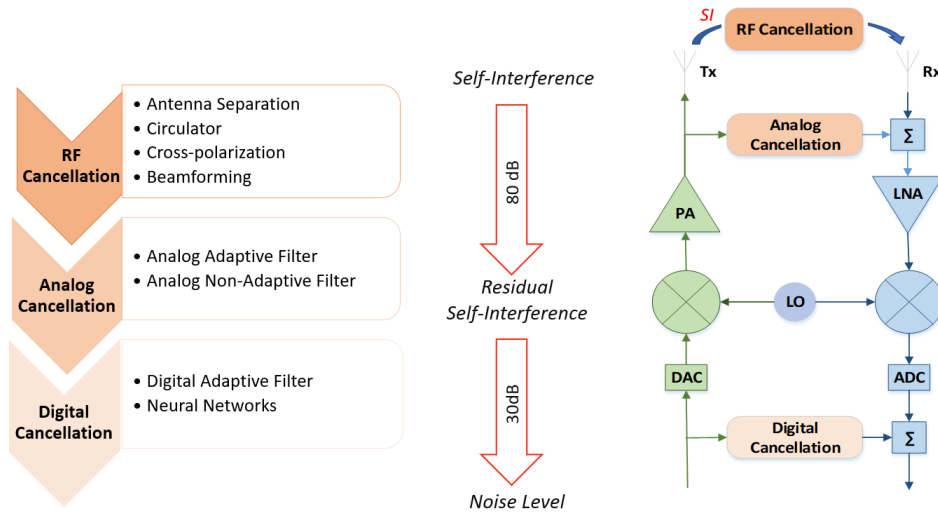 RF
Cancellation
• Antenna Separation
• Circulator
• Cross-polarization
• Beamforming
Analog
Cancellation
• Analog Adaptive Filter
• Analog Non-Adaptive Filter
Digital
Cancellation
• Digital Adaptive Filter
• Neural Networks
Self-Interference
80 dB
Residual
Self-Interference
30dB
Noise Level
SI
RF Cancellation
Tx
Rx
Analog
Cancellation
Σ
PA
LNA
LO
DAC
ADC
Digital
Cancellation
Σ